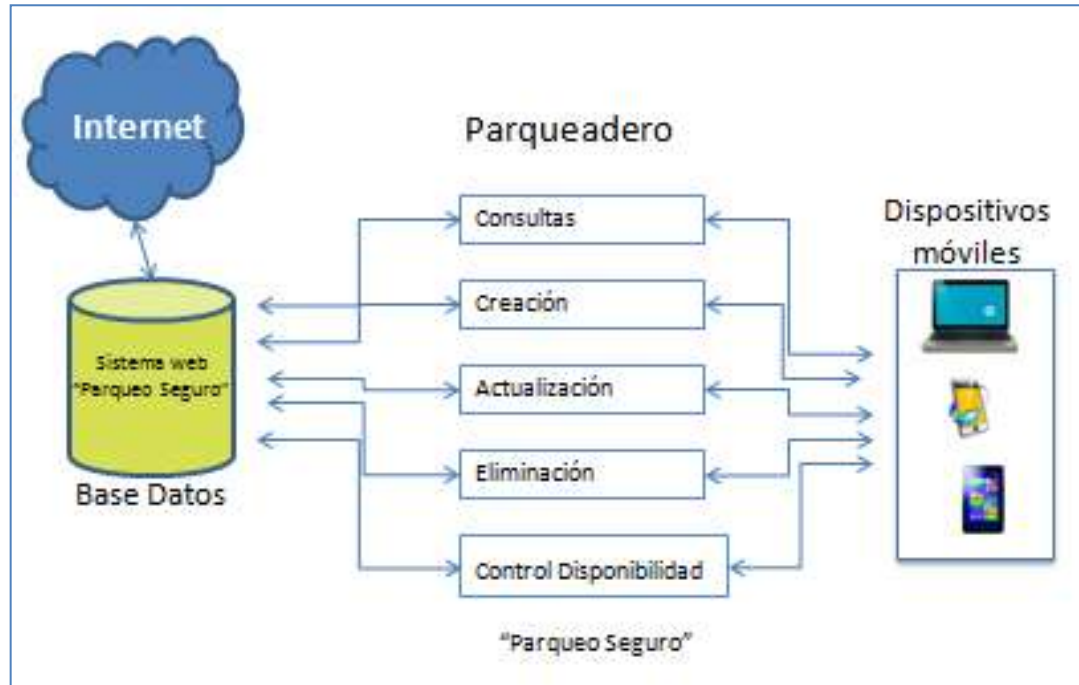 Internet
Parqueadero
Consultas
Creación
Actualización
Eliminación
Control Disponibilidad
"Parqueo Seguro"
Sistema web
"Parqueo Seguro"
Base Datos
Dispositivos
móviles